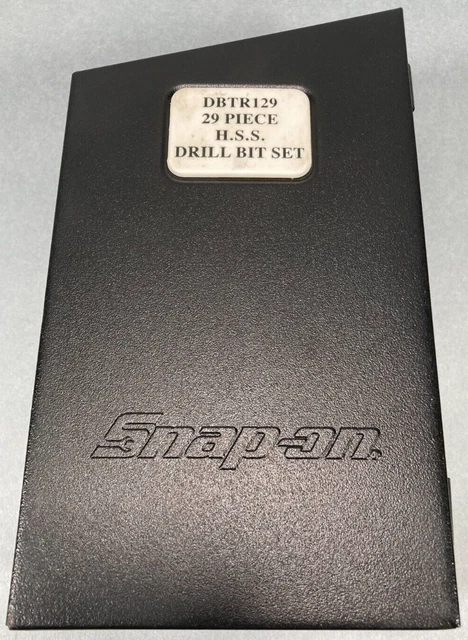 DBTR129
29 PIECE
H.S.S.
DRILL BIT SET
Snap-on